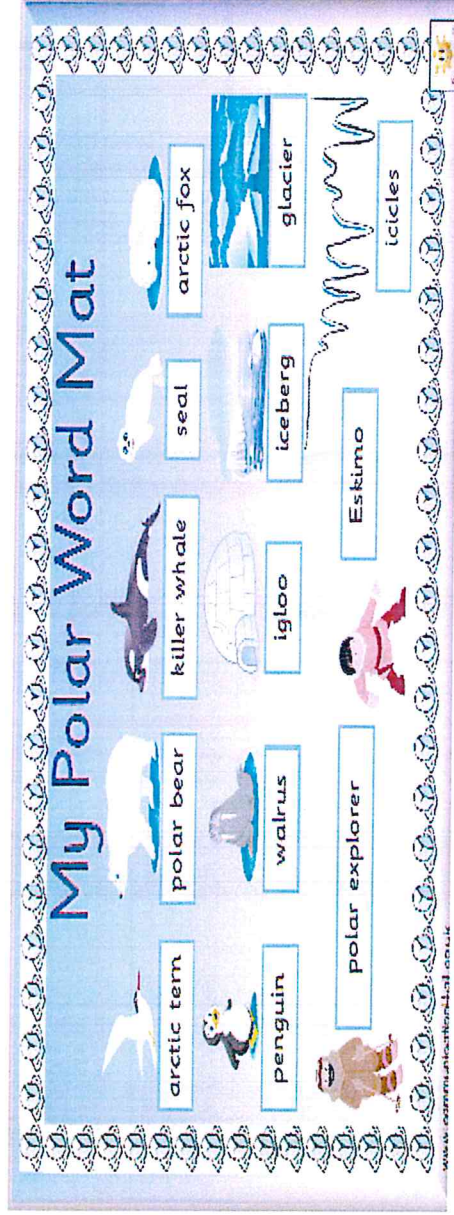 My Polar Word Mat
arctic tern
polar bear
killer whale
seal
arctic fox
penguin
walrus
igloo
iceberg
glacier
polar explorer
Eskimo
icicles